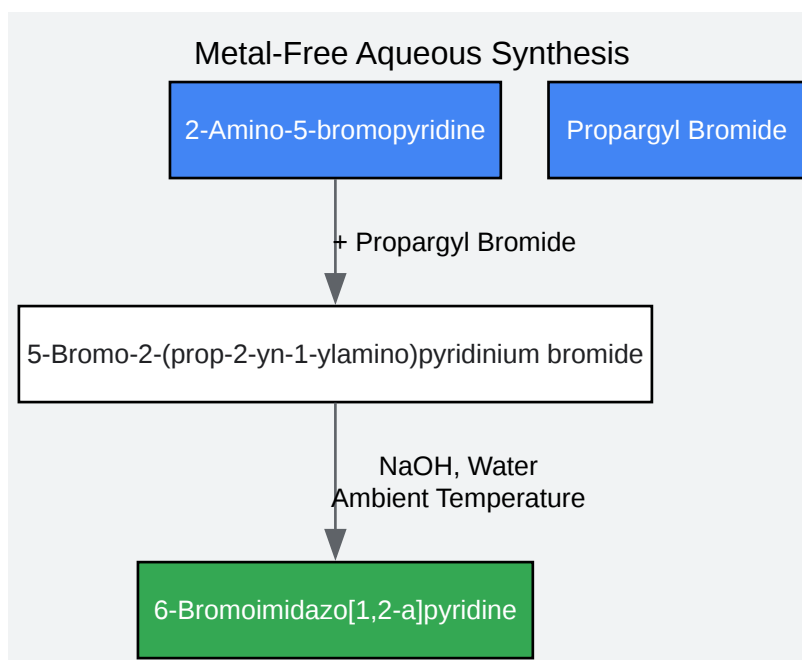 Metal-Free Aqueous Synthesis
2-Amino-5-bromopyridine
Propargyl Bromide
+ Propargyl Bromide
5-Bromo-2-(prop-2-yn-1-ylamino)pyridinium bromide
NaOH, Water
Ambient Temperature
6-Bromoimidazo[1,2-a]pyridine